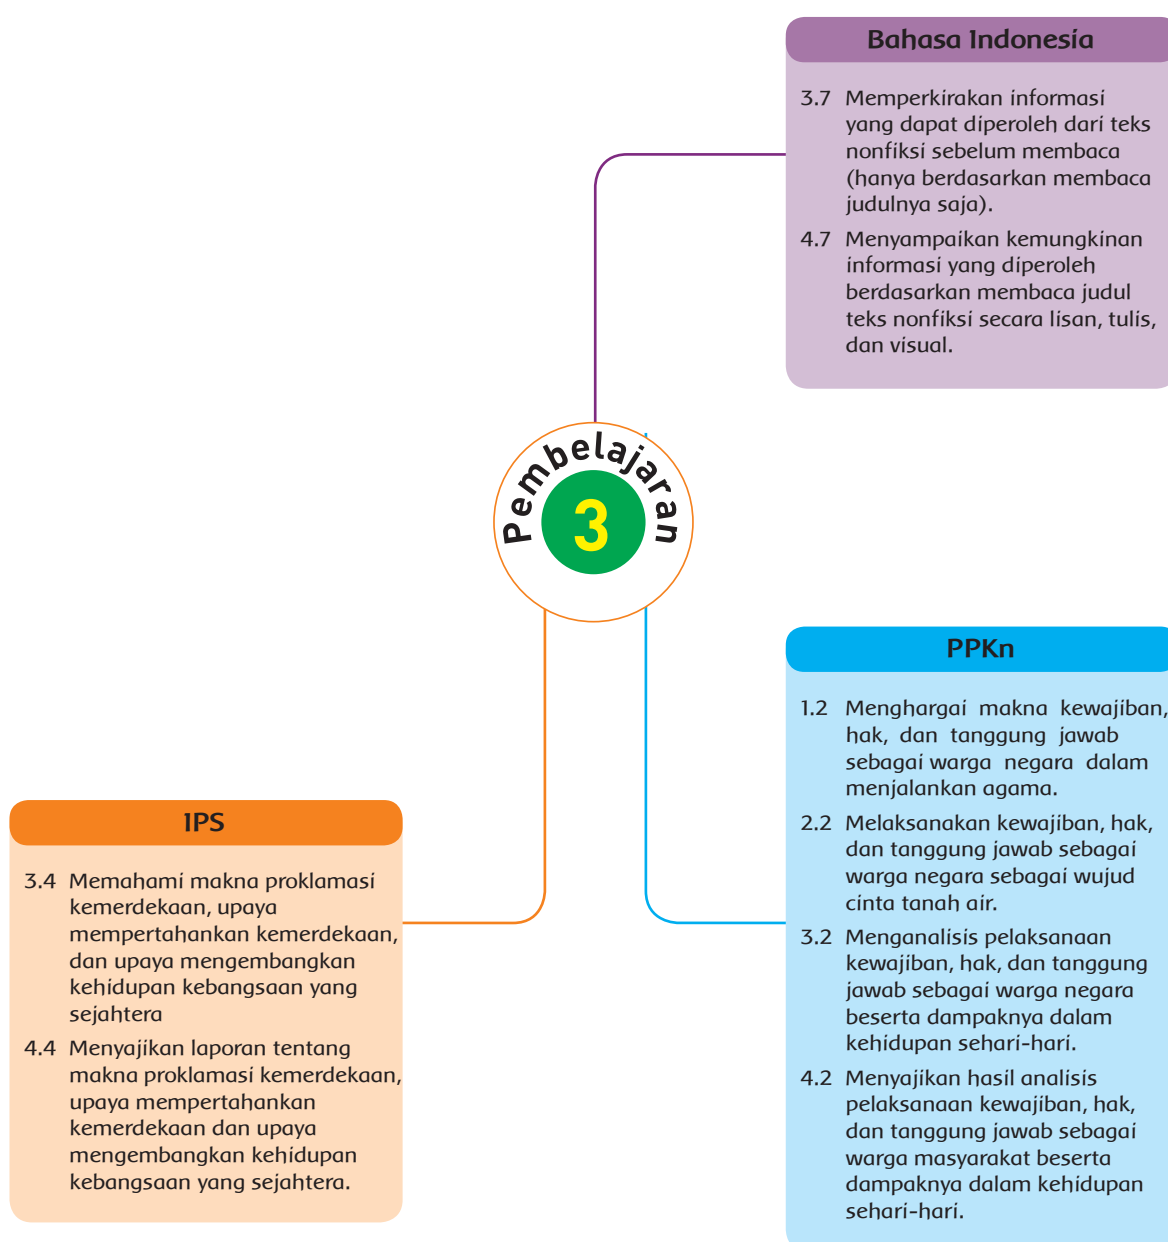 Bahasa Indonesia
3.7 Memperkirakan informasi
yang dapat diperoleh dari teks
nonfiksi sebelum membaca
(hanya berdasarkan membaca
judulnya saja).
4.7 Menyampaikan kemungkinan
informasi yang diperoleh
berdasarkan membaca judul
teks nonfiksi secara lisan, tulis,
dan visual.
Pembelajaran
3
PPKn
1.2 Menghargai makna kewajiban,
hak, dan tanggung jawab
sebagai warga negara dalam
menjalankan agama.
2.2 Melaksanakan kewajiban, hak,
dan tanggung jawab sebagai
warga negara sebagai wujud
cinta tanah air.
3.2 Menganalisis pelaksanaan
kewajiban, hak, dan tanggung
jawab sebagai warga negara
beserta dampaknya dalam
kehidupan sehari-hari.
4.2 Menyajikan hasil analisis
pelaksanaan kewajiban, hak,
dan tanggung jawab sebagai
warga masyarakat beserta
dampaknya dalam kehidupan
sehari-hari.
IPS
3.4 Memahami makna proklamasi
kemerdekaan, upaya
mempertahankan kemerdekaan,
dan upaya mengembangkan
kehidupan kebangsaan yang
sejahtera
4.4 Menyajikan laporan tentang
makna proklamasi kemerdekaan,
upaya mempertahankan
kemerdekaan dan upaya
mengembangkan kehidupan
kebangsaan yang sejahtera.